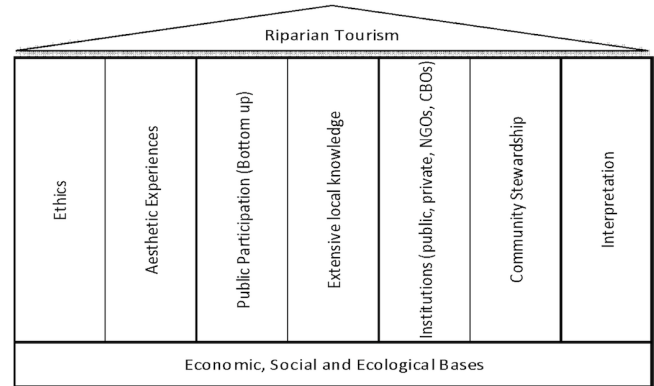 Riparian Tourism
Ethics
Aesthetic Experiences
Public Participation (Bottom up)
Extensive local knowledge
Institutions (public, private, NGOs, CBOs)
Community Stewardship
Interpretation
Economic, Social and Ecological Bases